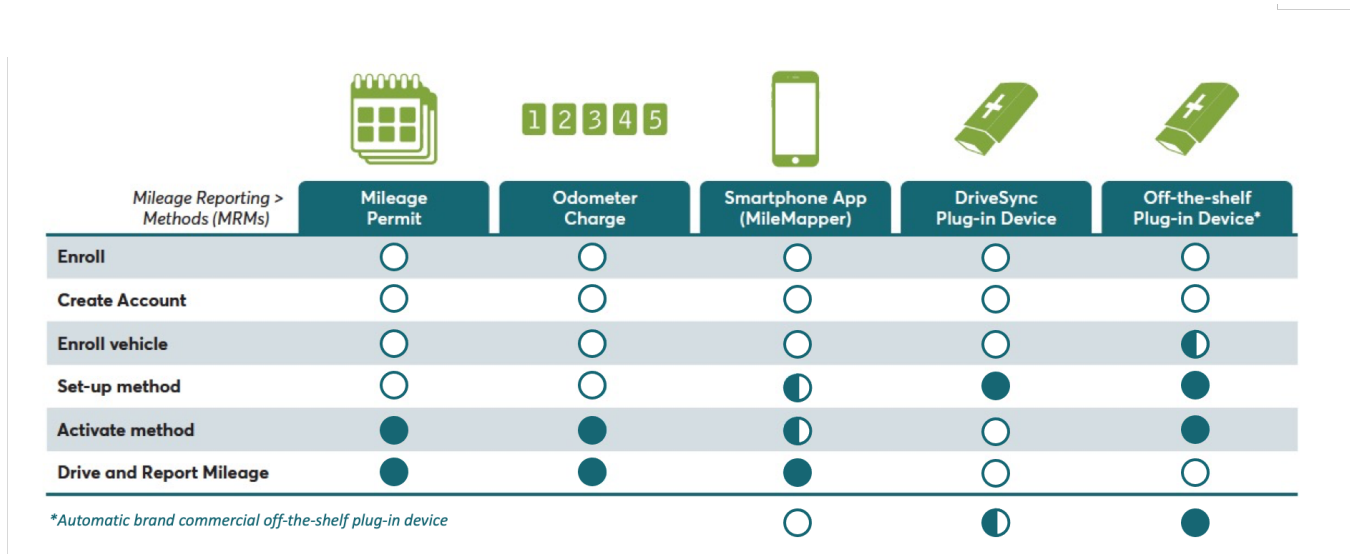 1 2 3 4 5
Mileage Reporting >
Methods (MRMs)
Mileage
Permit
Odometer
Charge
Smartphone App
(MileMapper)
DriveSync
Plug-in Device
Off-the-shelf
Plug-in Device*
Enroll
Create Account
Enroll vehicle
Set-up method
Activate method
Drive and Report Mileage
*Automatic brand commercial off-the-shelf plug-in device